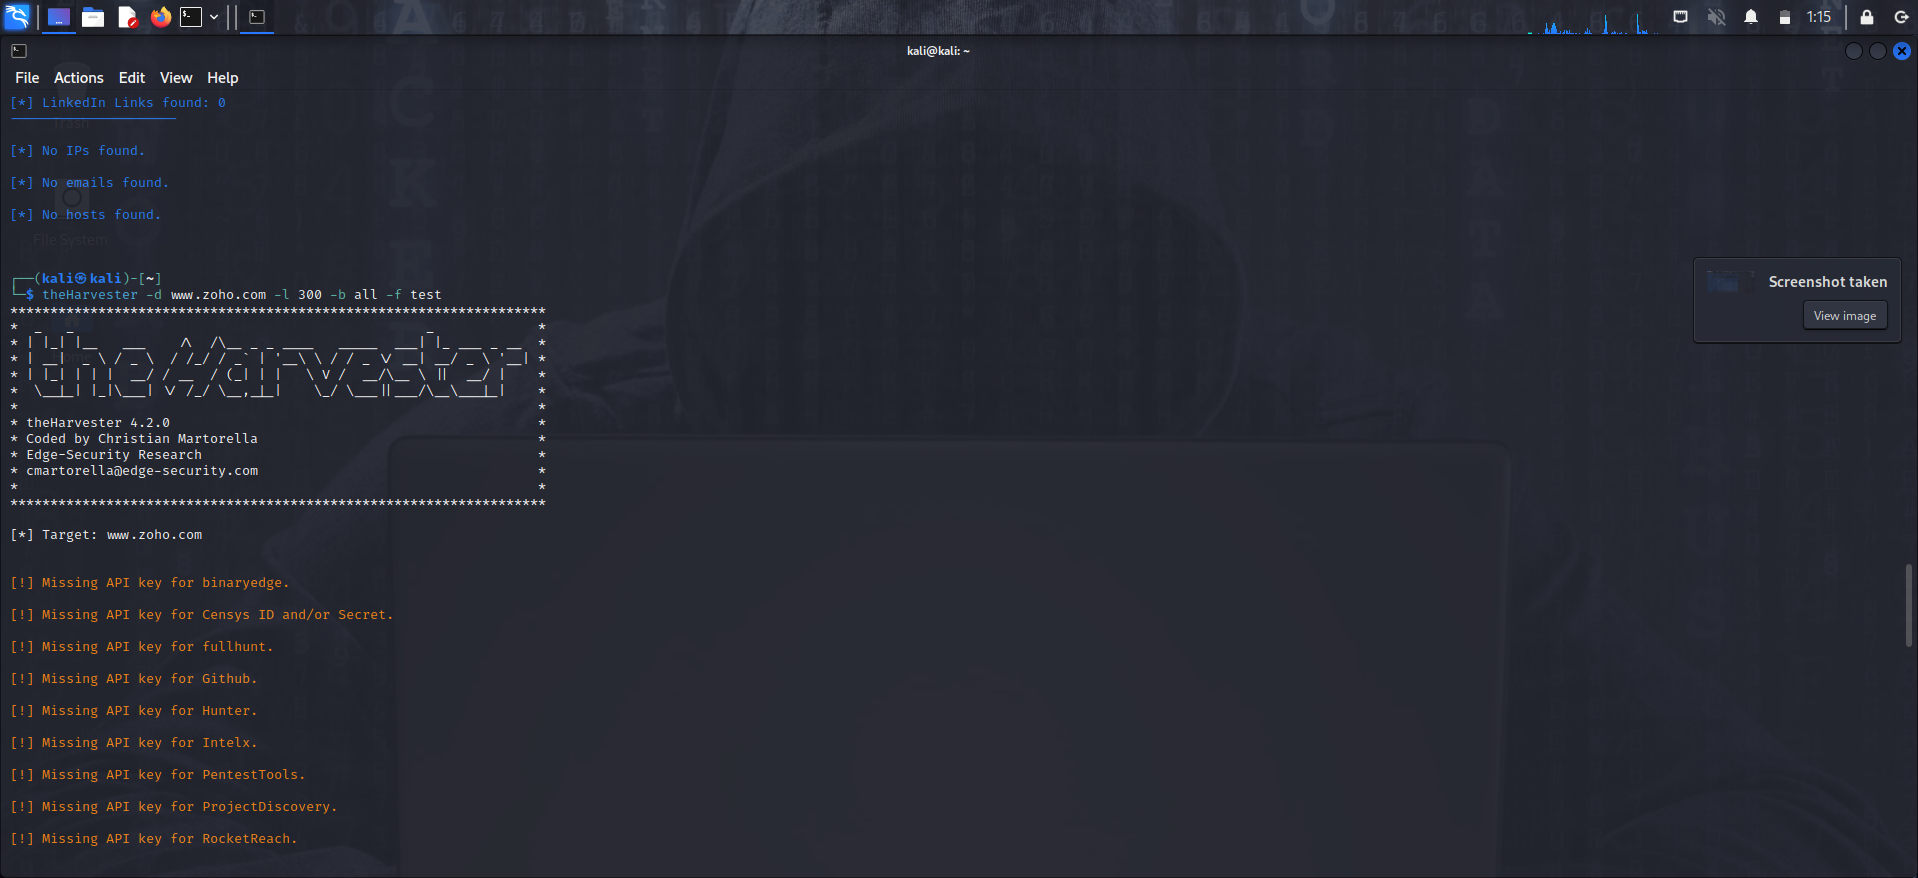 1:15
kali@kali: ~
File Actions Edit View Help
[*] LinkedIn Links found: 0
Trash
[*] No IPs found.
[*] No emails found.
[*] No hosts found.
File System
Screenshot taken
View image
┌──(kali㉿kali)-[~]
└─$ theHarvester -d www.zoho.com -l 300 -b all -f test
*******************************************************************
theHarvester
Home
* theHarvester 4.2.0 *
* Coded by Christian Martorella *
* Edge-Security Research *
* cmartorella@edge-security.com *
* *
*******************************************************************
[*] Target: www.zoho.com
[!] Missing API key for binaryedge.
[!] Missing API key for Censys ID and/or Secret.
[!] Missing API key for fullhunt.
[!] Missing API key for Github.
[!] Missing API key for Hunter.
[!] Missing API key for Intelx.
[!] Missing API key for PentestTools.
[!] Missing API key for ProjectDiscovery.
[!] Missing API key for RocketReach.